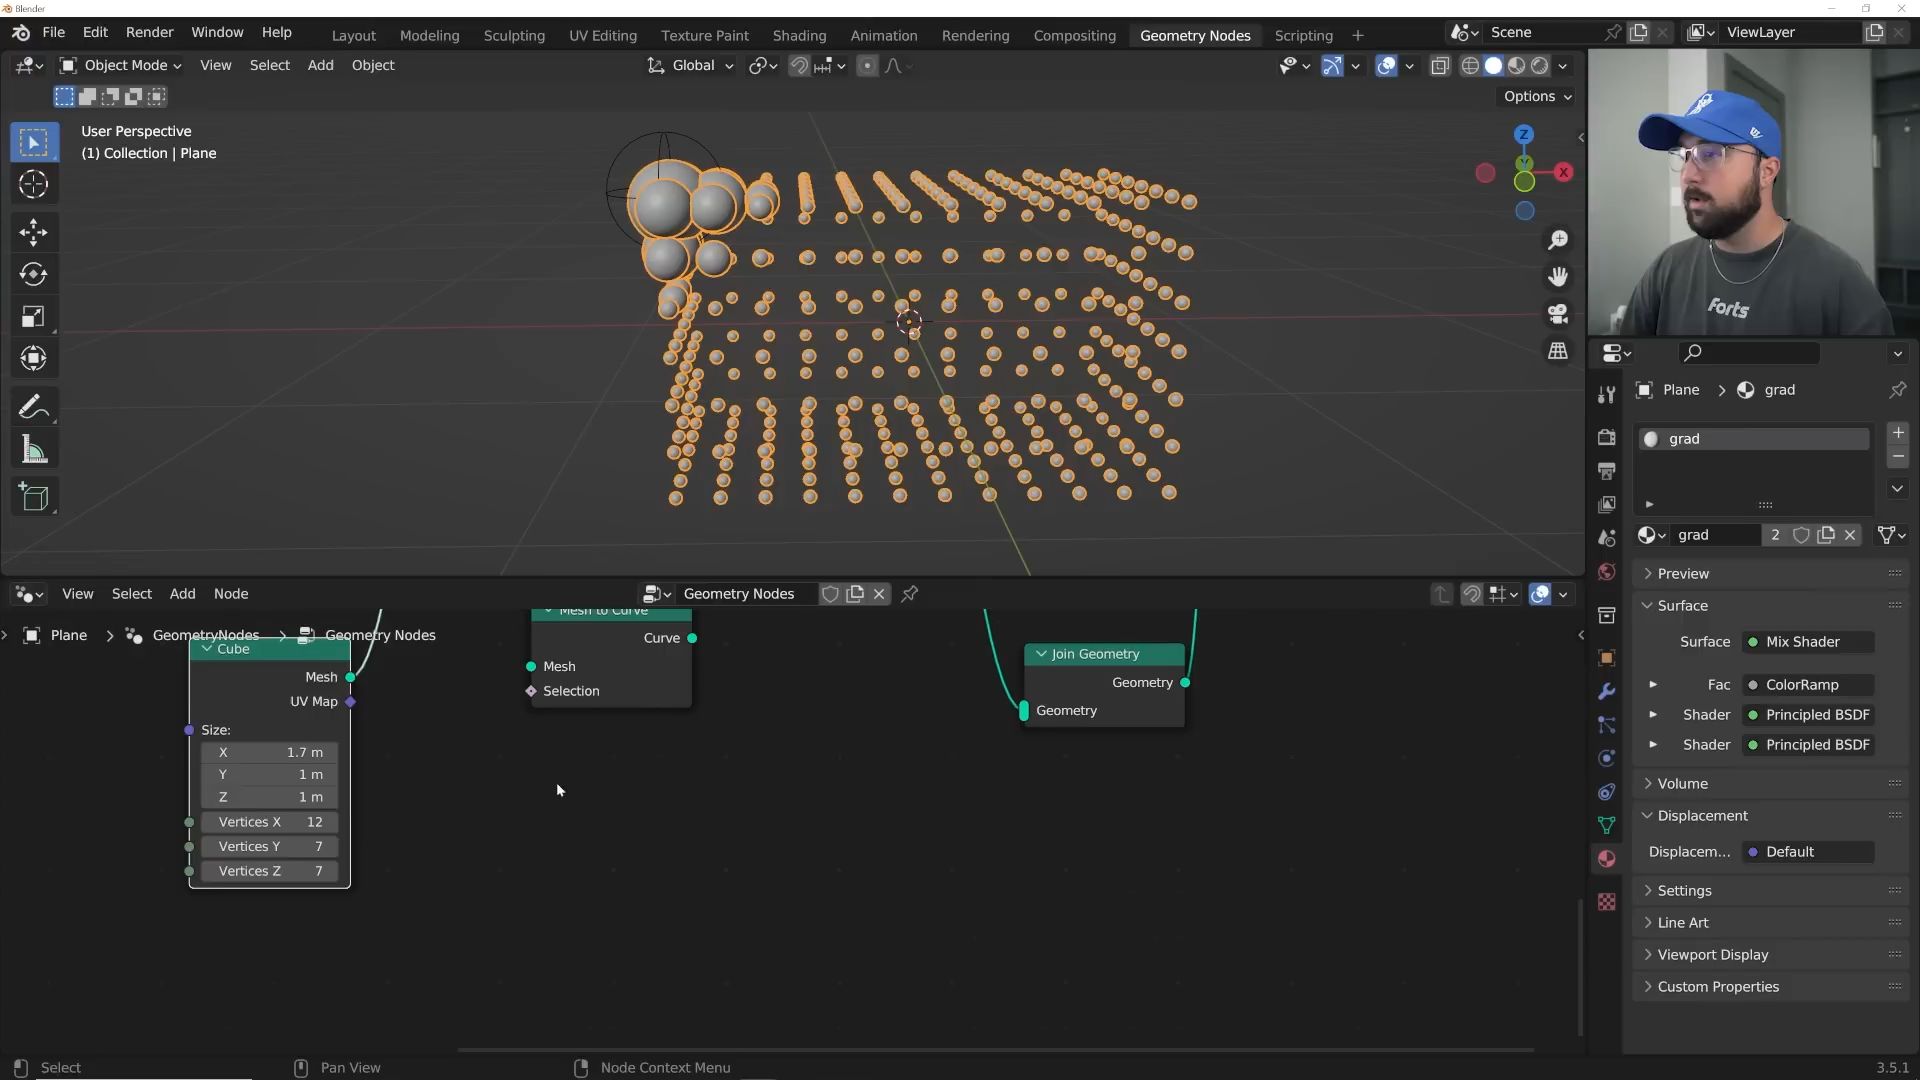 Blender
File Edit Render Window Help
Layout Modeling Sculpting UV Editing Texture Paint Shading Animation Rendering Compositing Geometry Nodes Scripting +
Scene
ViewLayer
Object Mode View Select Add Object
Global
Options
User Perspective
(1) Collection | Plane
Z
X
Forts
Plane > grad
grad
grad 2
Preview
Surface
Surface Mix Shader
Fac ColorRamp
Shader Principled BSDF
Shader Principled BSDF
Volume
Displacement
Displacem... Default
Settings
Line Art
Viewport Display
Custom Properties
View Select Add Node
Geometry Nodes
Plane > GeometryNodes > Geometry Nodes
Cube
Mesh
UV Map
Size:
X 1.7 m
Y 1 m
Z 1 m
Vertices X 12
Vertices Y 7
Vertices Z 7
Mesh to Curve
Curve
Mesh
Selection
Join Geometry
Geometry
Geometry
Select
Pan View
Node Context Menu
3.5.1